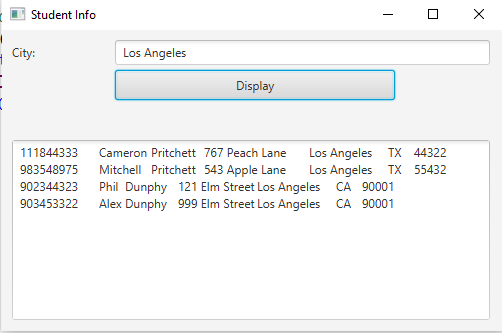 Student Info
City: Los Angeles
Display
111844333 Cameron Pritchett 767 Peach Lane Los Angeles TX 44322
983548975 Mitchell Pritchett 543 Apple Lane Los Angeles TX 55432
902344323 Phil Dunphy 121 Elm Street Los Angeles CA 90001
903453322 Alex Dunphy 999 Elm Street Los Angeles CA 90001